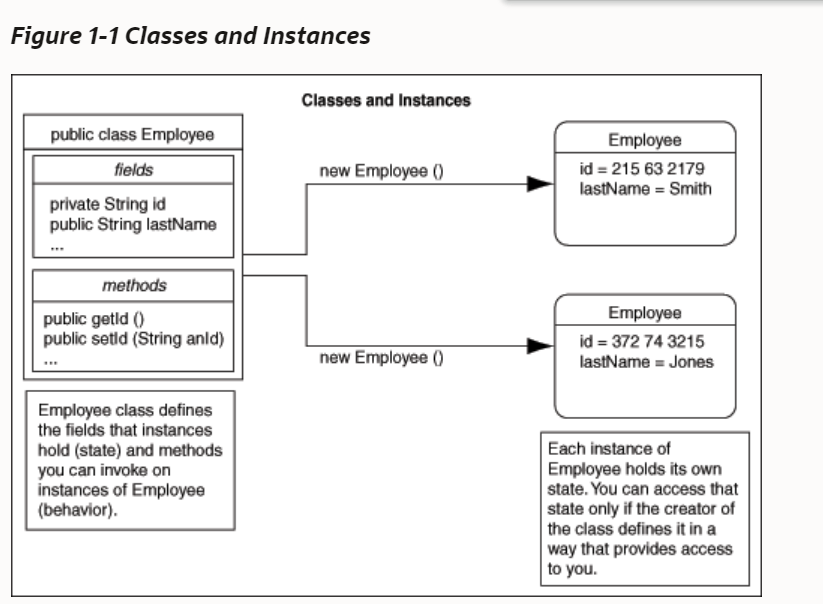 Figure 1-1 Classes and Instances
Classes and Instances
public class Employee
fields
private String id
public String lastName
...
methods
public getId ()
public setId (String anId)
...
Employee class defines
the fields that instances
hold (state) and methods
you can invoke on
instances of Employee
(behavior).
new Employee ()
new Employee ()
Employee
id = 215 63 2179
lastName = Smith
Employee
id = 372 74 3215
lastName = Jones
Each instance of
Employee holds its own
state. You can access that
state only if the creator of
the class defines it in a
way that provides access
to you.